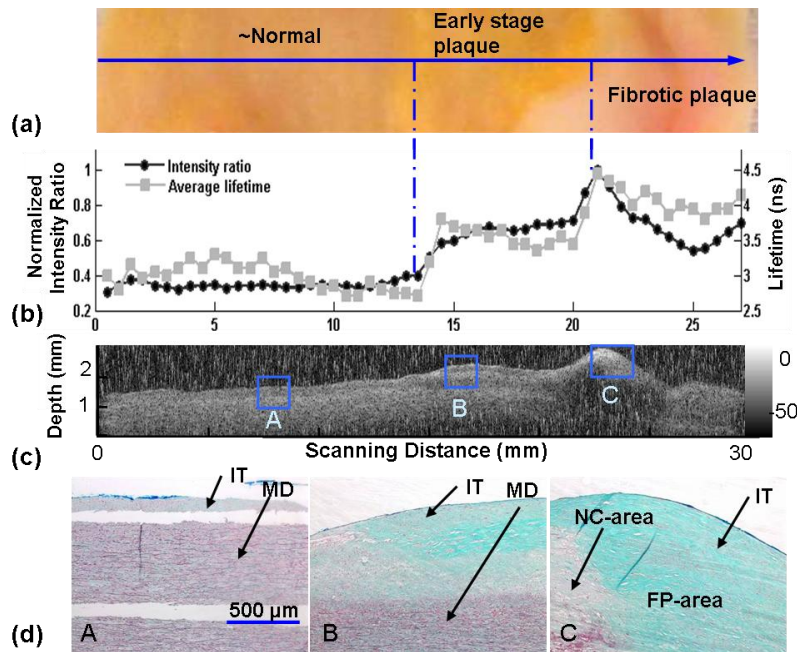 ~Normal
Early stage
plaque
Fibrotic plaque
(a)
Normalized
Intensity Ratio
1
0.8
0.6
0.4
0.2
Intensity ratio
Average lifetime
4.5
4
3.5
3
2.5
Lifetime (ns)
0 5 10 15 20 25
(b)
Depth (mm)
2
1
A
B
C
0
-50
0 Scanning Distance (mm) 30
(c)
IT
MD
500 µm
A
IT
MD
B
NC-area
IT
FP-area
C
(d)